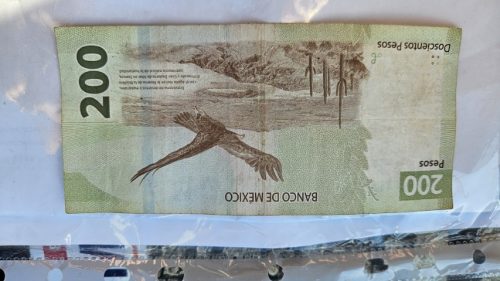 200
Pesos
BANCO DE MÉXICO
Doscientos Pesos
200